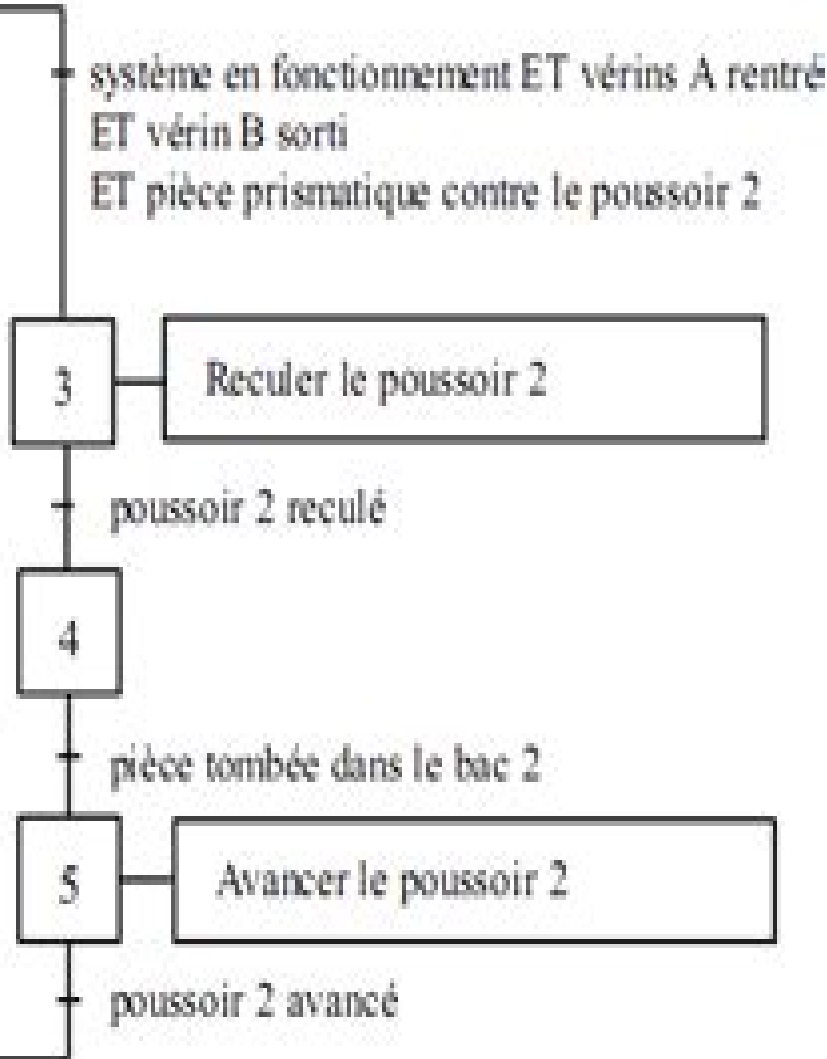 système en fonctionnement ET vérins A rentré
ET vérin B sorti
ET pièce prismatique contre le poussoir 2
3
Reculer le poussoir 2
poussoir 2 reculé
4
pièce tombée dans le bac 2
5
Avancer le poussoir 2
poussoir 2 avancé